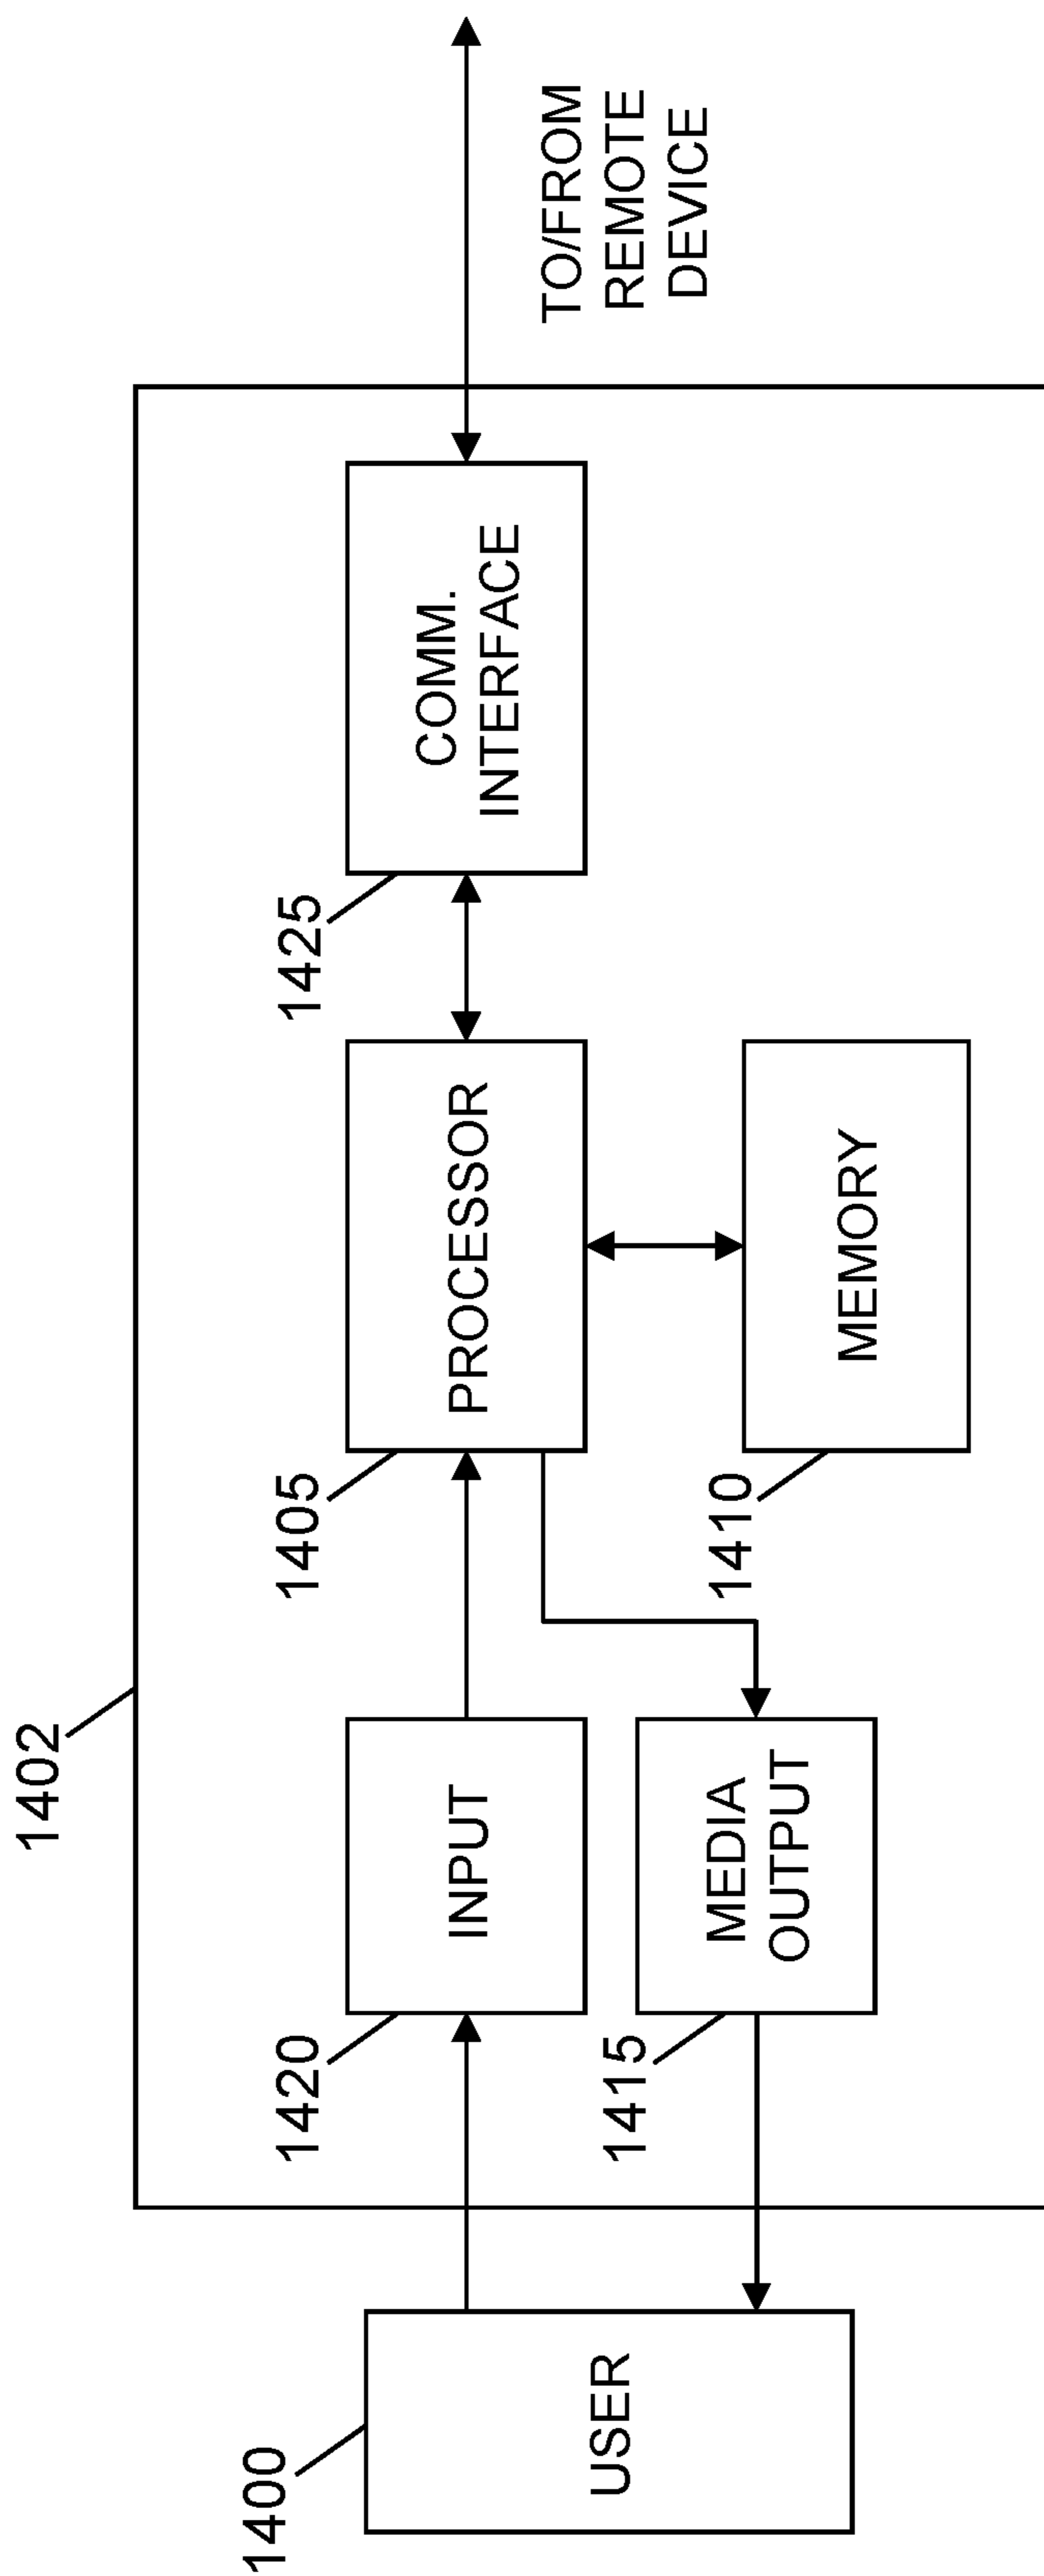 1402
1400
USER
1420
INPUT
1415
MEDIA
OUTPUT
1405
PROCESSOR
1410
MEMORY
1425
COMM.
INTERFACE
TO/FROM
REMOTE
DEVICE